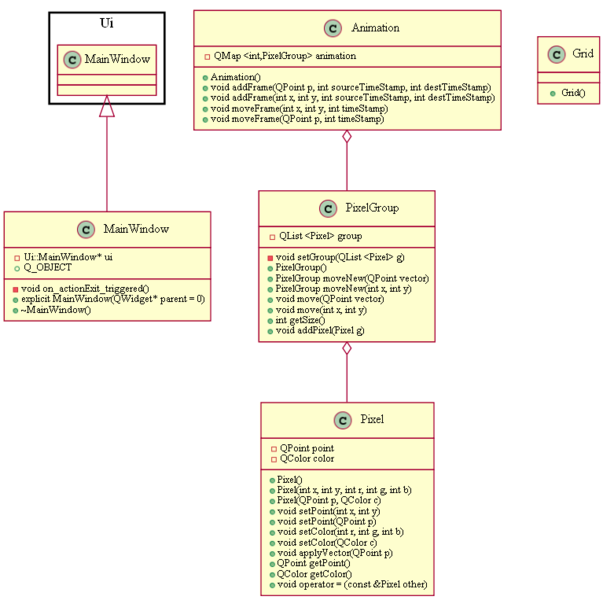 Ui
C MainWindow
C MainWindow
Ui::MainWindow* ui
Q_OBJECT
void on_actionExit_triggered()
explicit MainWindow(QWidget* parent = 0)
~MainWindow()
C Animation
QMap <int,PixelGroup> animation
Animation()
void addFrame(QPoint p, int sourceTimeStamp, int destTimeStamp)
void addFrame(int x, int y, int sourceTimeStamp, int destTimeStamp)
void moveFrame(int x, int y, int timeStamp)
void moveFrame(QPoint p, int timeStamp)
C Grid
Grid()
C PixelGroup
QList <Pixel> group
void setGroup(QList <Pixel> g)
PixelGroup()
PixelGroup moveNew(QPoint vector)
PixelGroup moveNew(int x, int y)
void move(QPoint vector)
void move(int x, int y)
int getSize()
void addPixel(Pixel g)
C Pixel
QPoint point
QColor color
Pixel()
Pixel(int x, int y, int r, int g, int b)
Pixel(QPoint p, QColor c)
void setPoint(int x, int y)
void setPoint(QPoint p)
void setColor(int r, int g, int b)
void setColor(QColor c)
void applyVector(QPoint p)
QPoint getPoint()
QColor getColor()
void operator = (const &Pixel other)